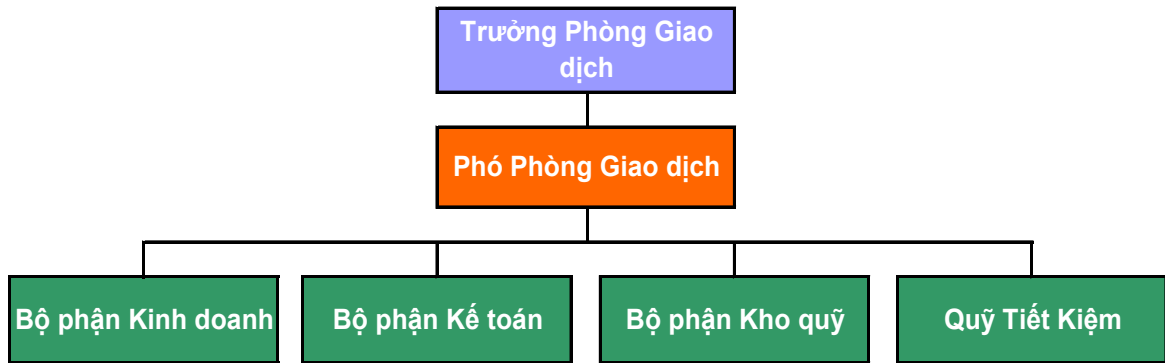 Trưởng Phòng Giao
dịch
Phó Phòng Giao dịch
Bộ phận Kinh doanh
Bộ phận Kế toán
Bộ phận Kho quỹ
Quỹ Tiết Kiệm